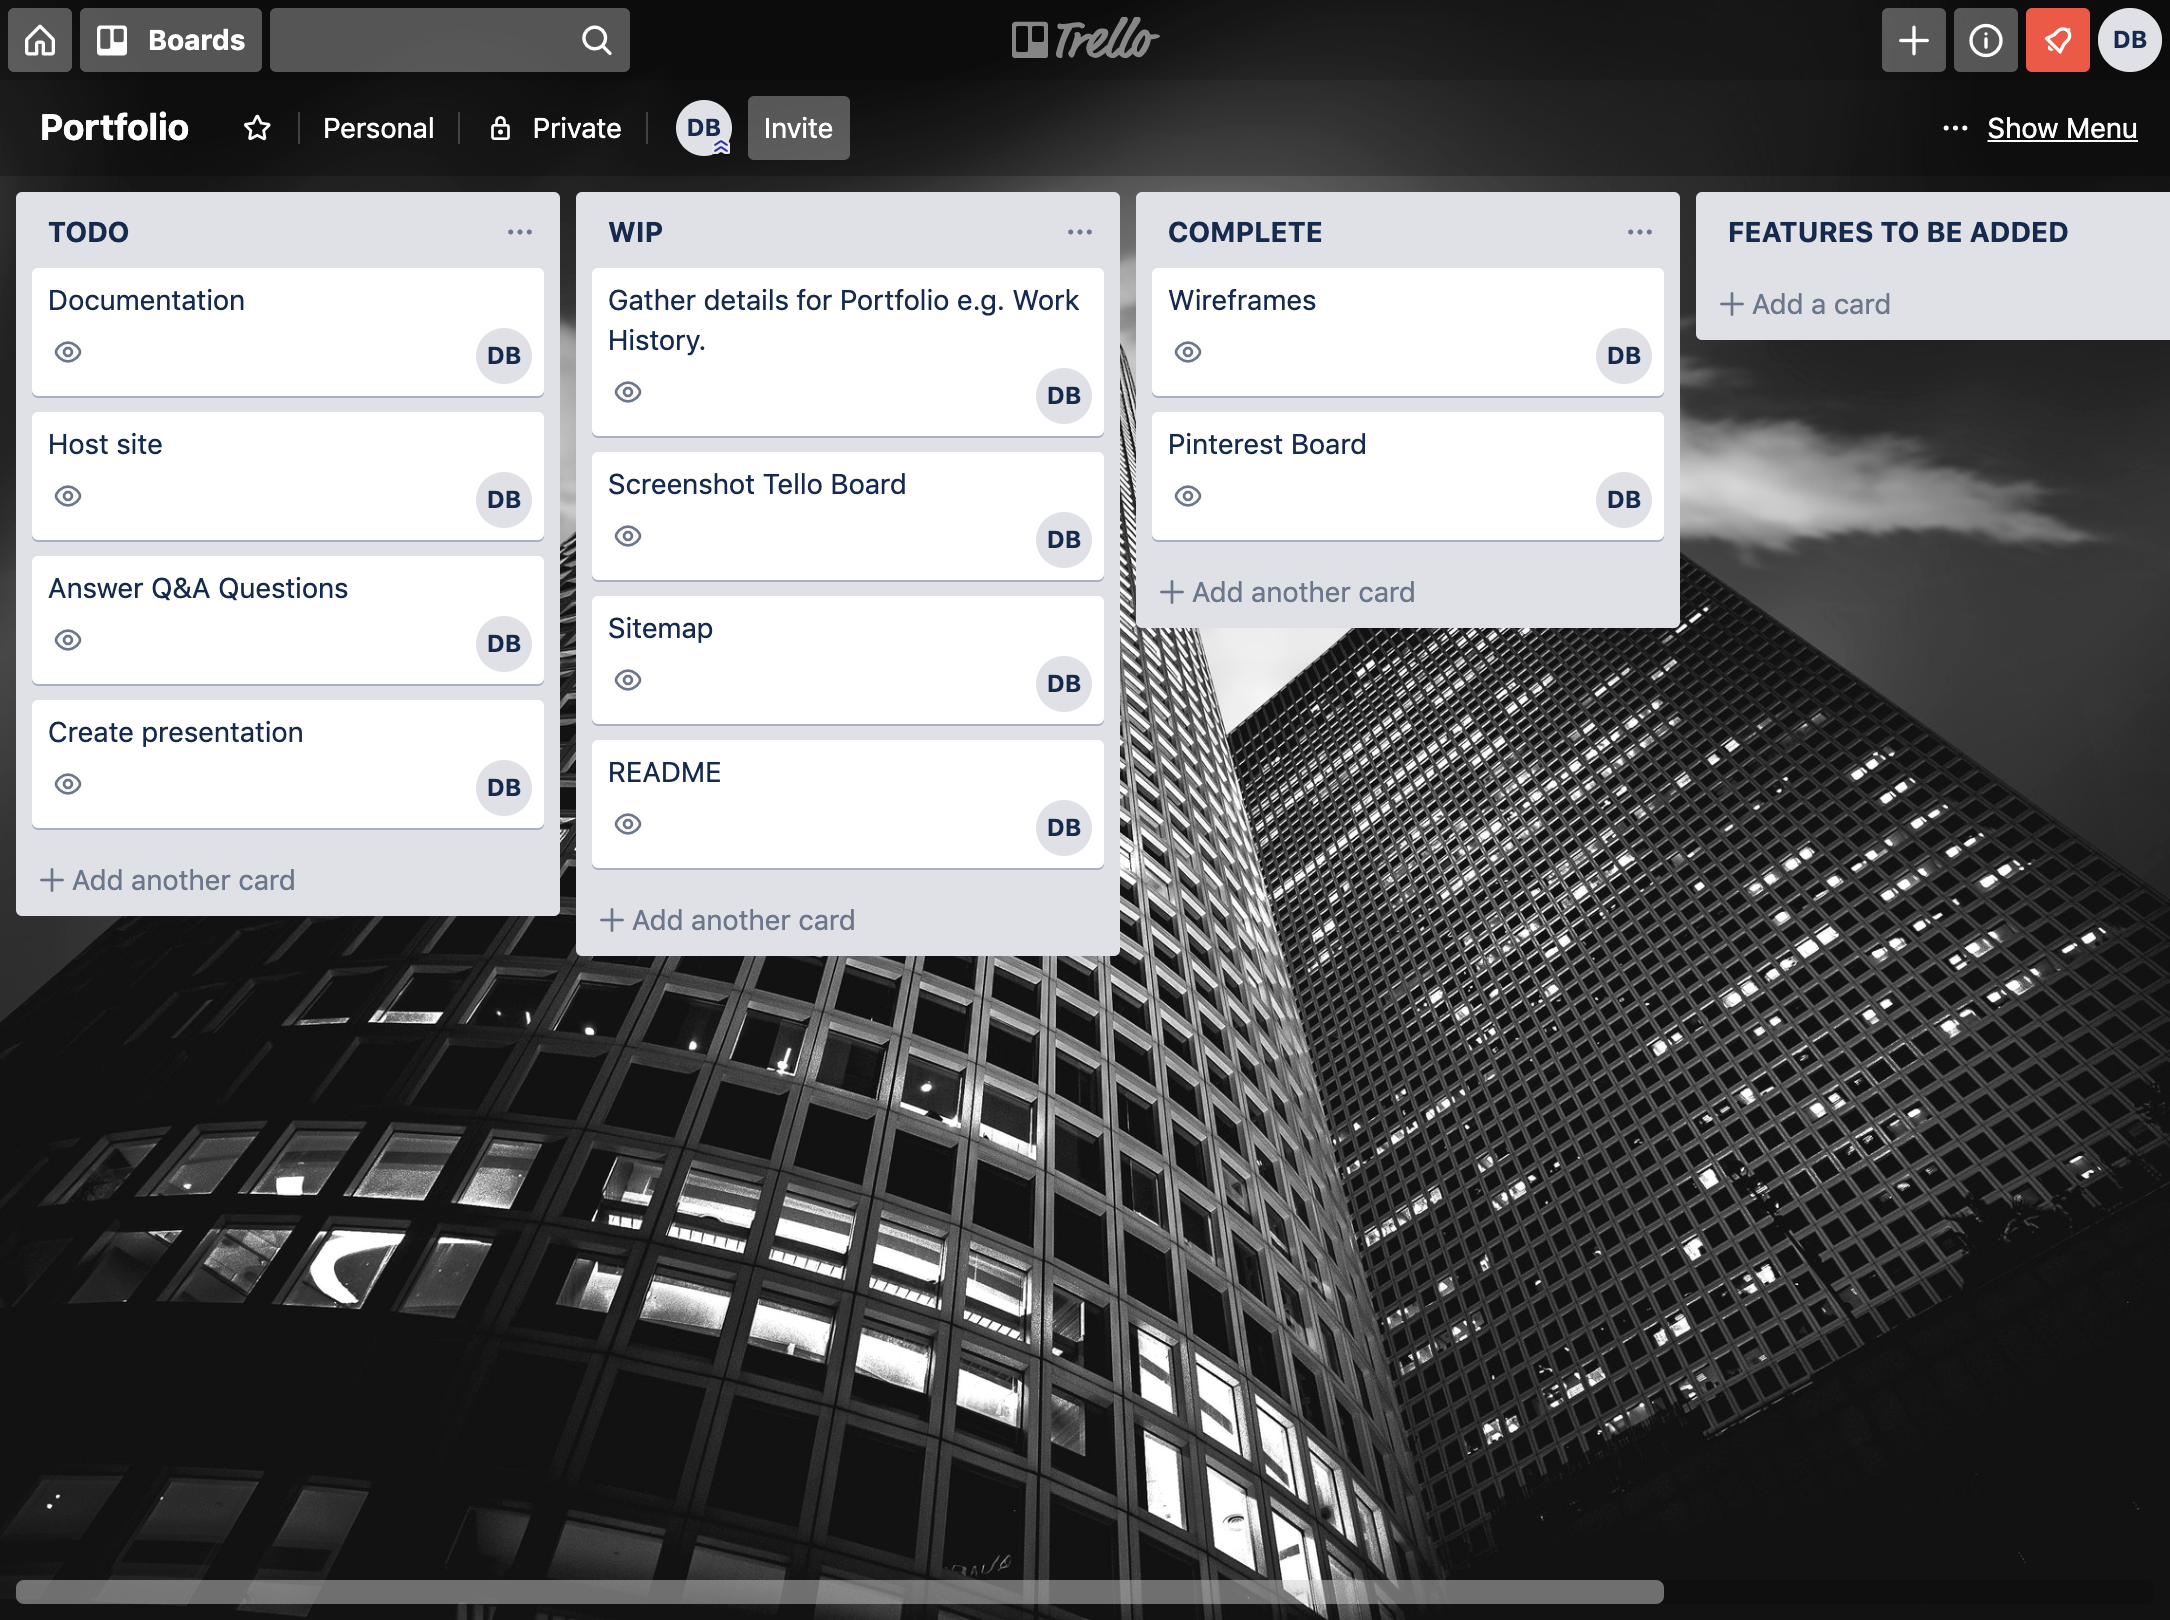 Boards
Trello
DB
Portfolio
Personal
Private
DB
Invite
Show Menu
TODO
Documentation
DB
Host site
DB
Answer Q&A Questions
DB
Create presentation
DB
Add another card
WIP
Gather details for Portfolio e.g. Work
History.
DB
Screenshot Tello Board
DB
Sitemap
DB
README
DB
Add another card
COMPLETE
Wireframes
DB
Pinterest Board
DB
Add another card
FEATURES TO BE ADDED
Add a card